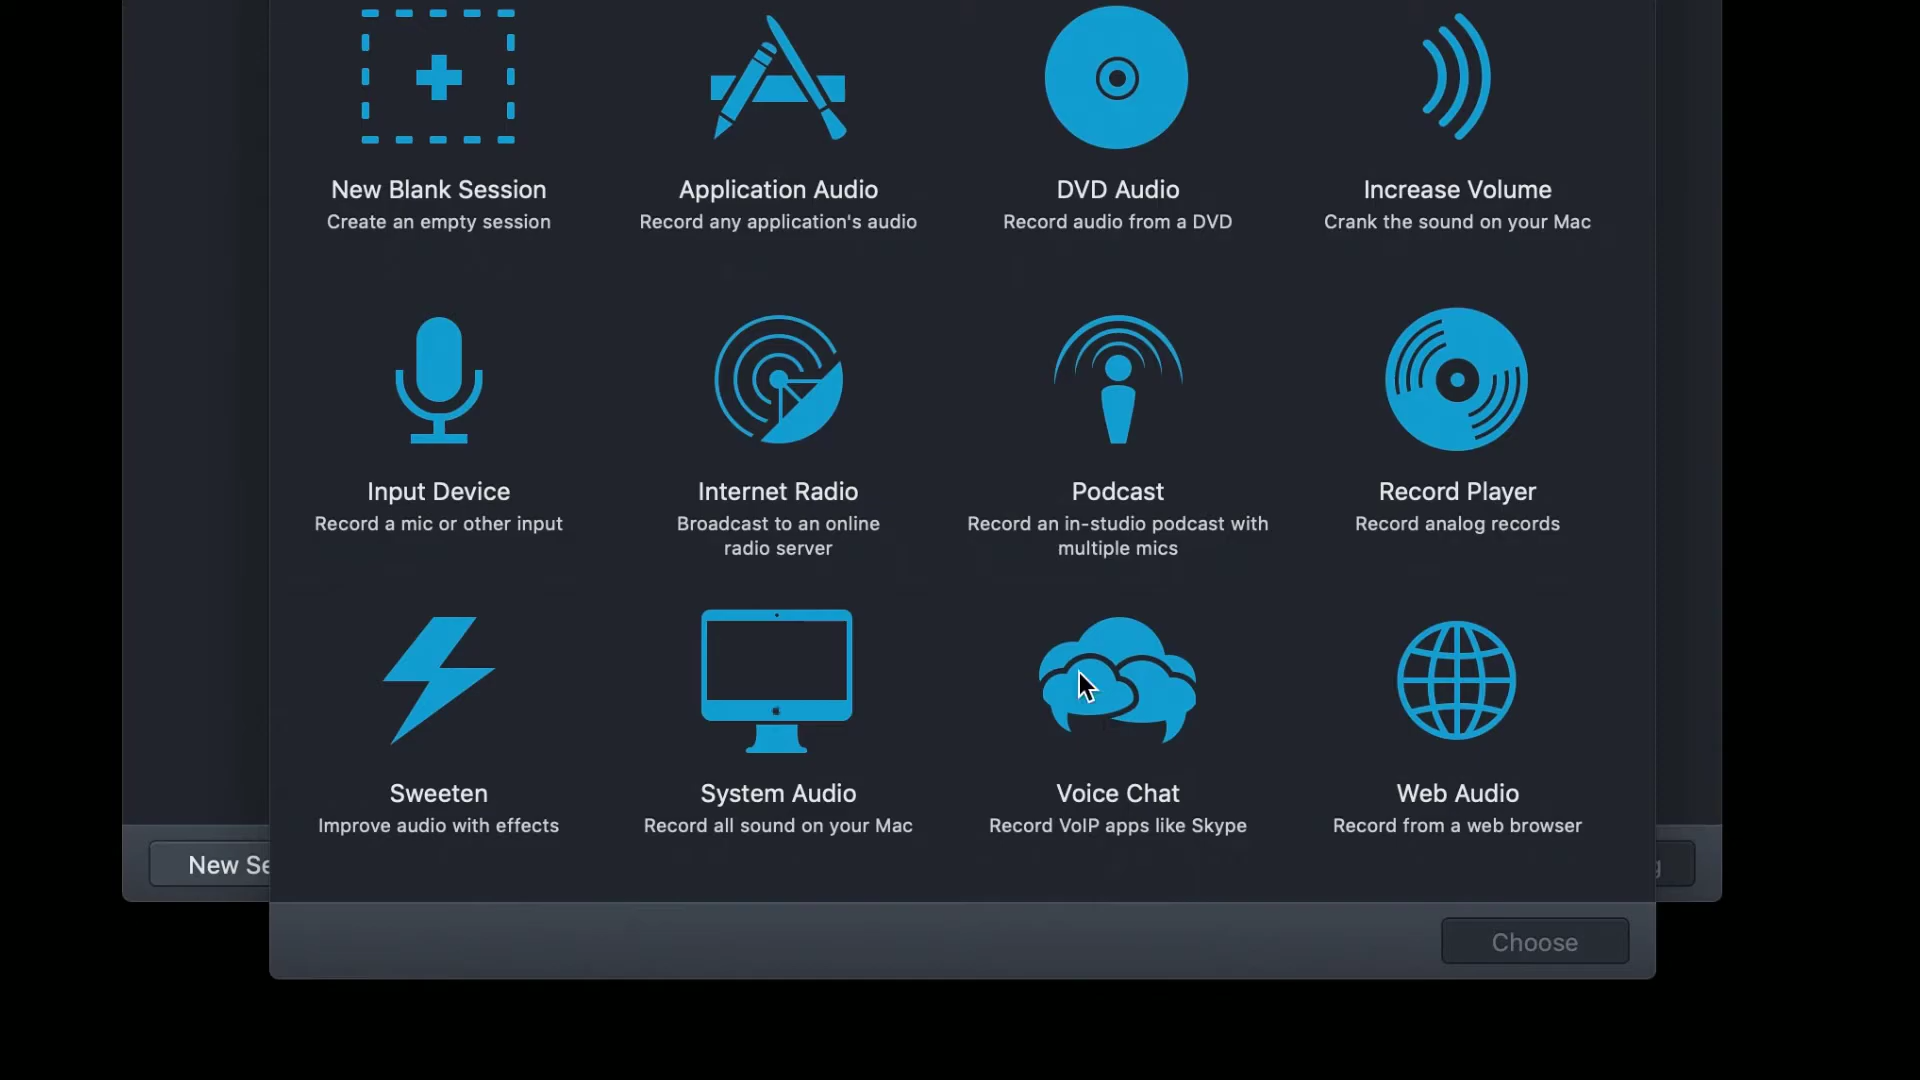 New Blank Session
Create an empty session
Application Audio
Record any application's audio
DVD Audio
Record audio from a DVD
Increase Volume
Crank the sound on your Mac
Input Device
Record a mic or other input
Internet Radio
Broadcast to an online
radio server
Podcast
Record an in-studio podcast with
multiple mics
Record Player
Record analog records
Sweeten
Improve audio with effects
System Audio
Record all sound on your Mac
Voice Chat
Record VoIP apps like Skype
Web Audio
Record from a web browser
New Se
Choose